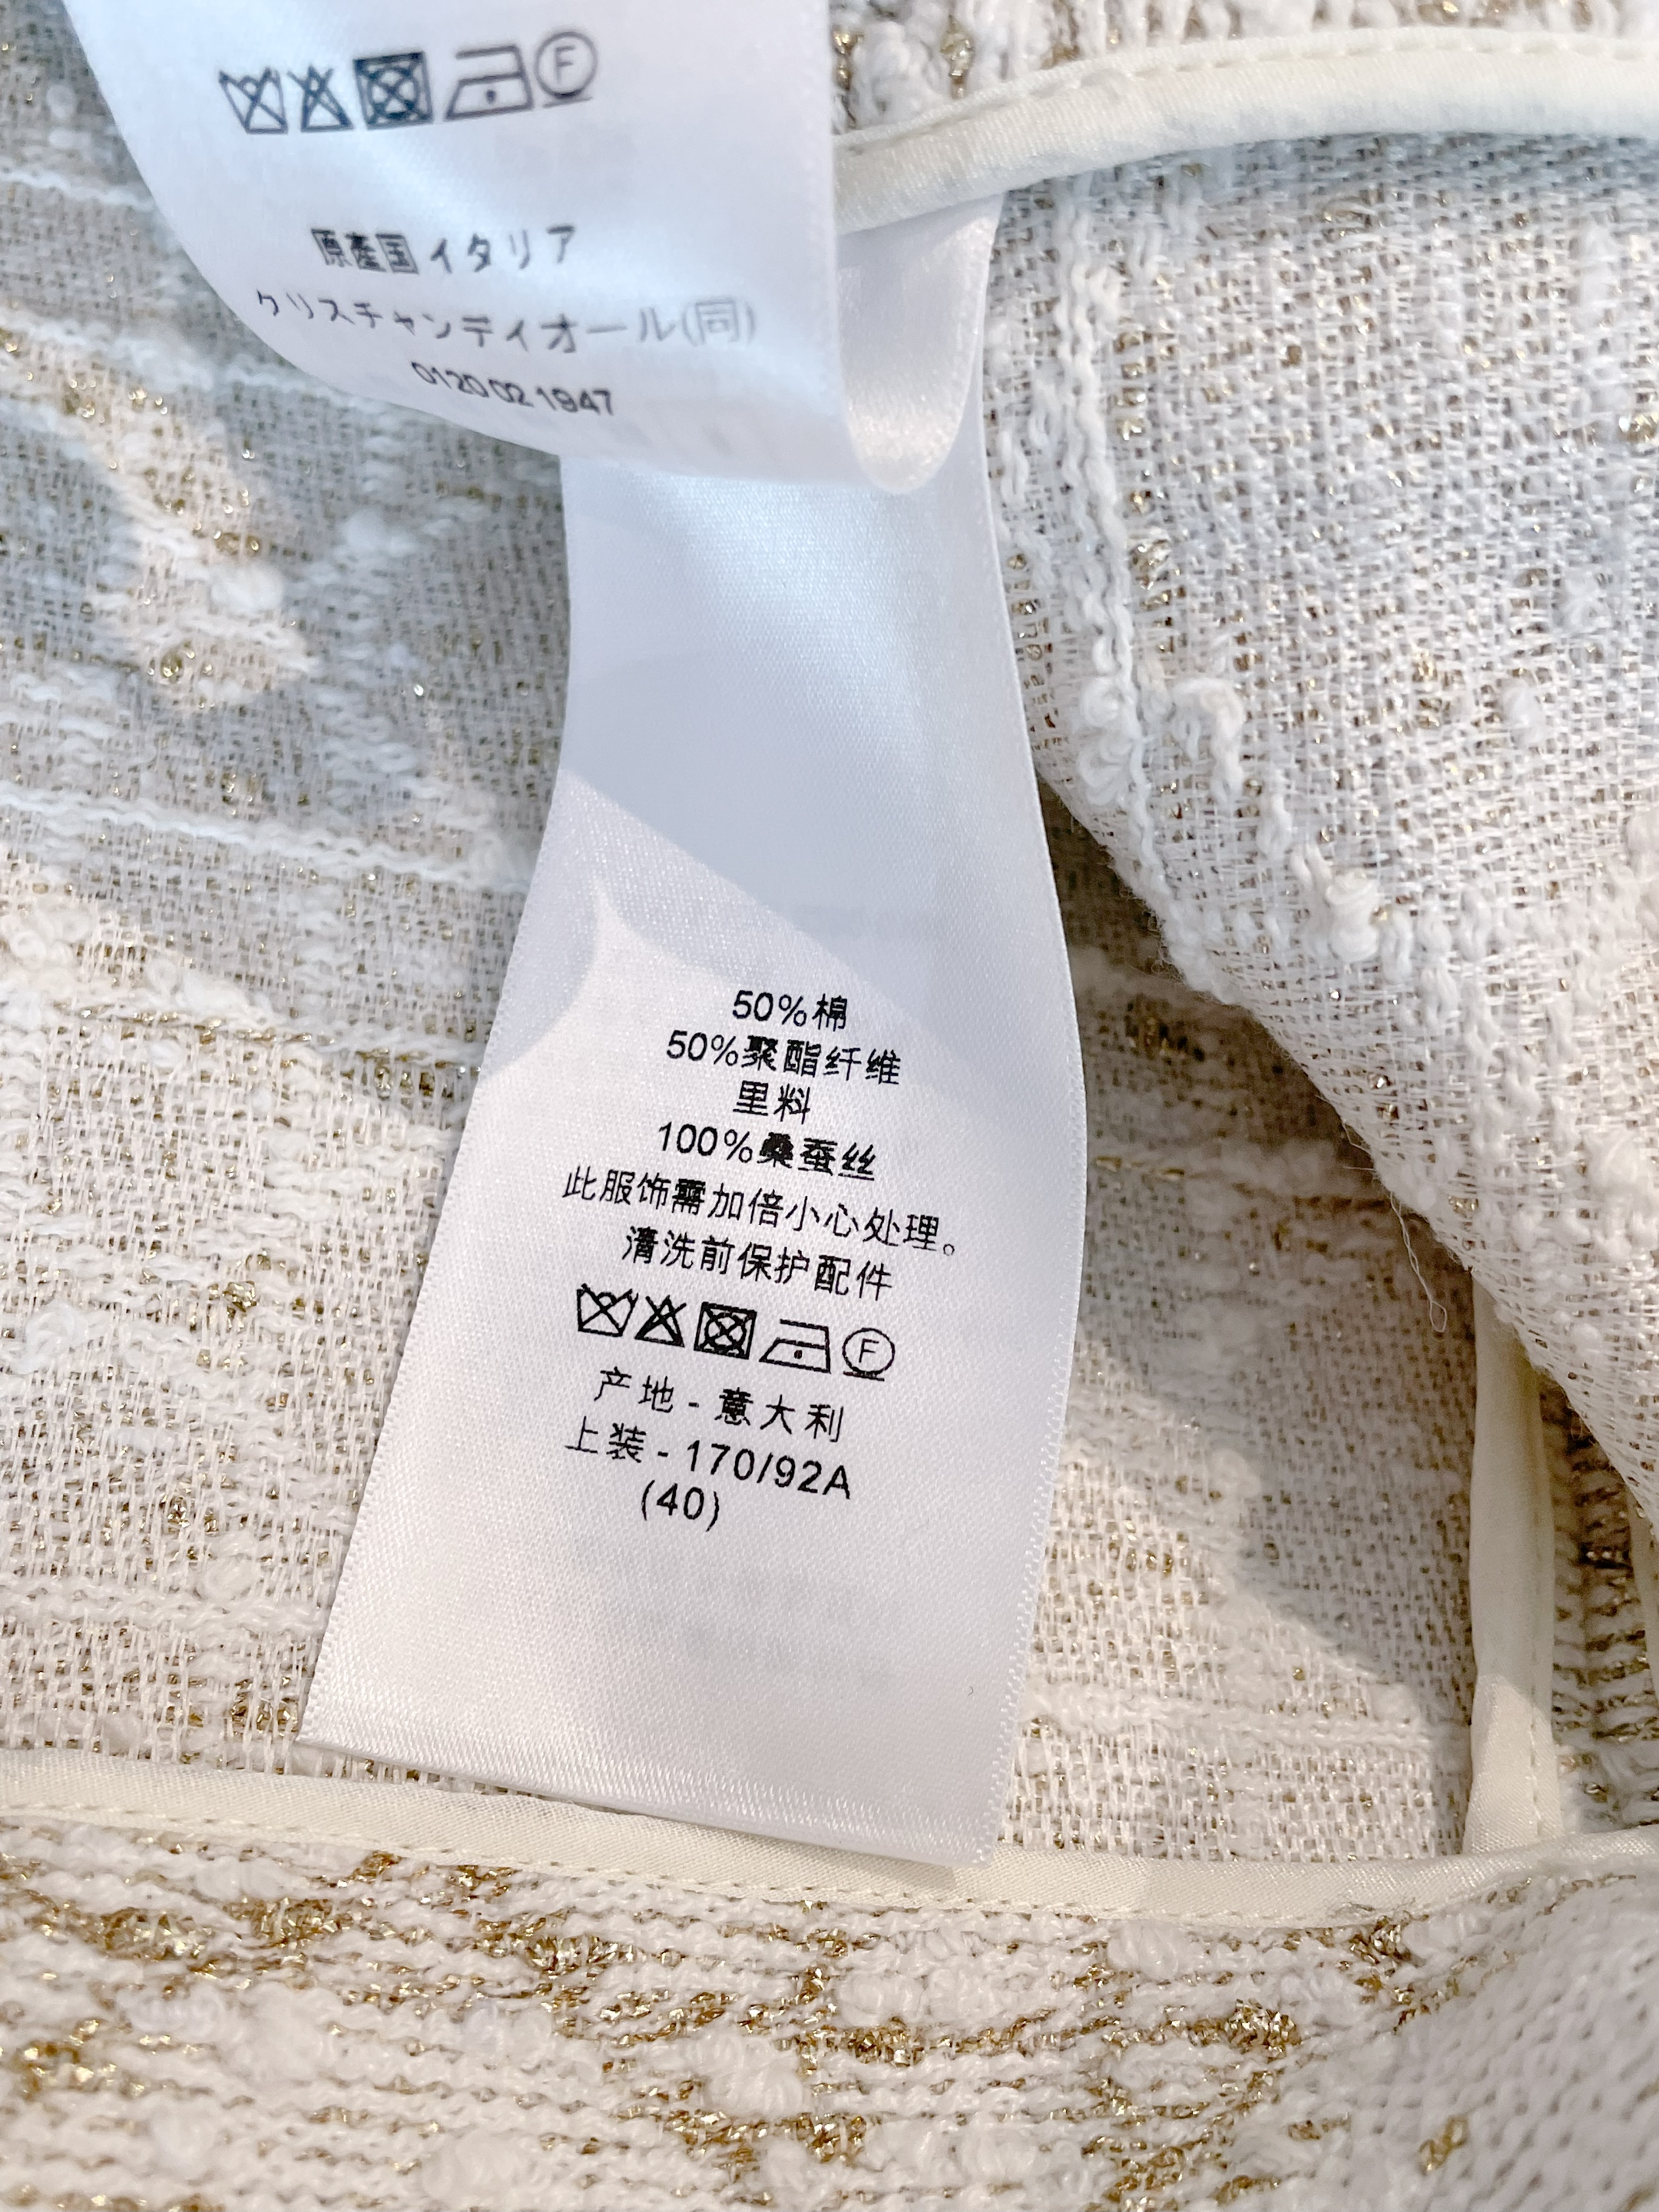 F
原産国 イタリア
クリスチャンディオール(同)
0120 02 1947
50%棉
50%聚酯纤维
里料
100%桑蚕丝
此服饰需加倍小心处理。
清洗前保护配件
F
产地 - 意大利
上装 - 170/92A
(40)